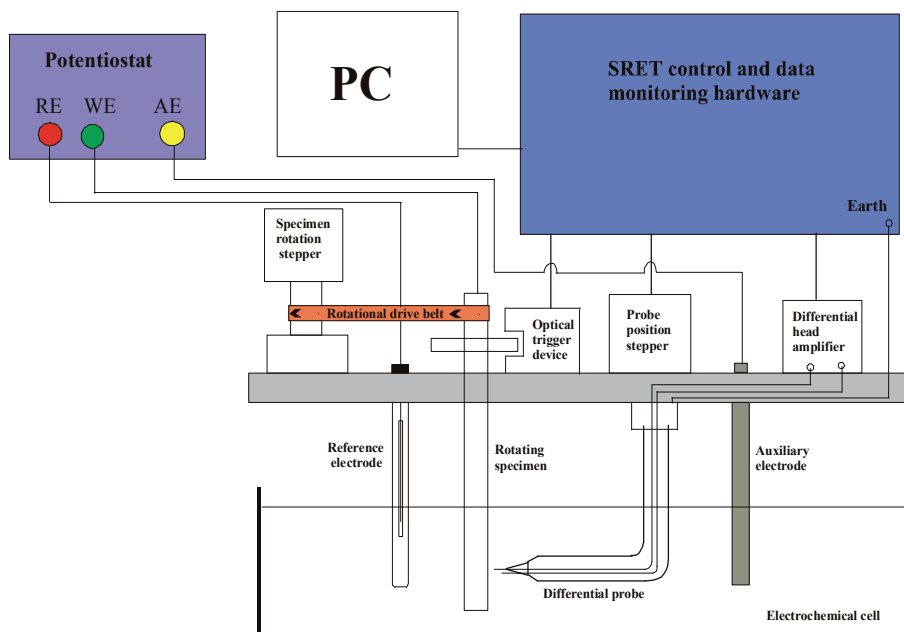 Potentiostat
RE WE AE
PC
SRET control and data
monitoring hardware
Earth
Specimen
rotation
stepper
Rotational drive belt
Optical
trigger
device
Probe
position
stepper
Differential
head
amplifier
Reference
electrode
Rotating
specimen
Auxiliary
electrode
Differential probe
Electrochemical cell